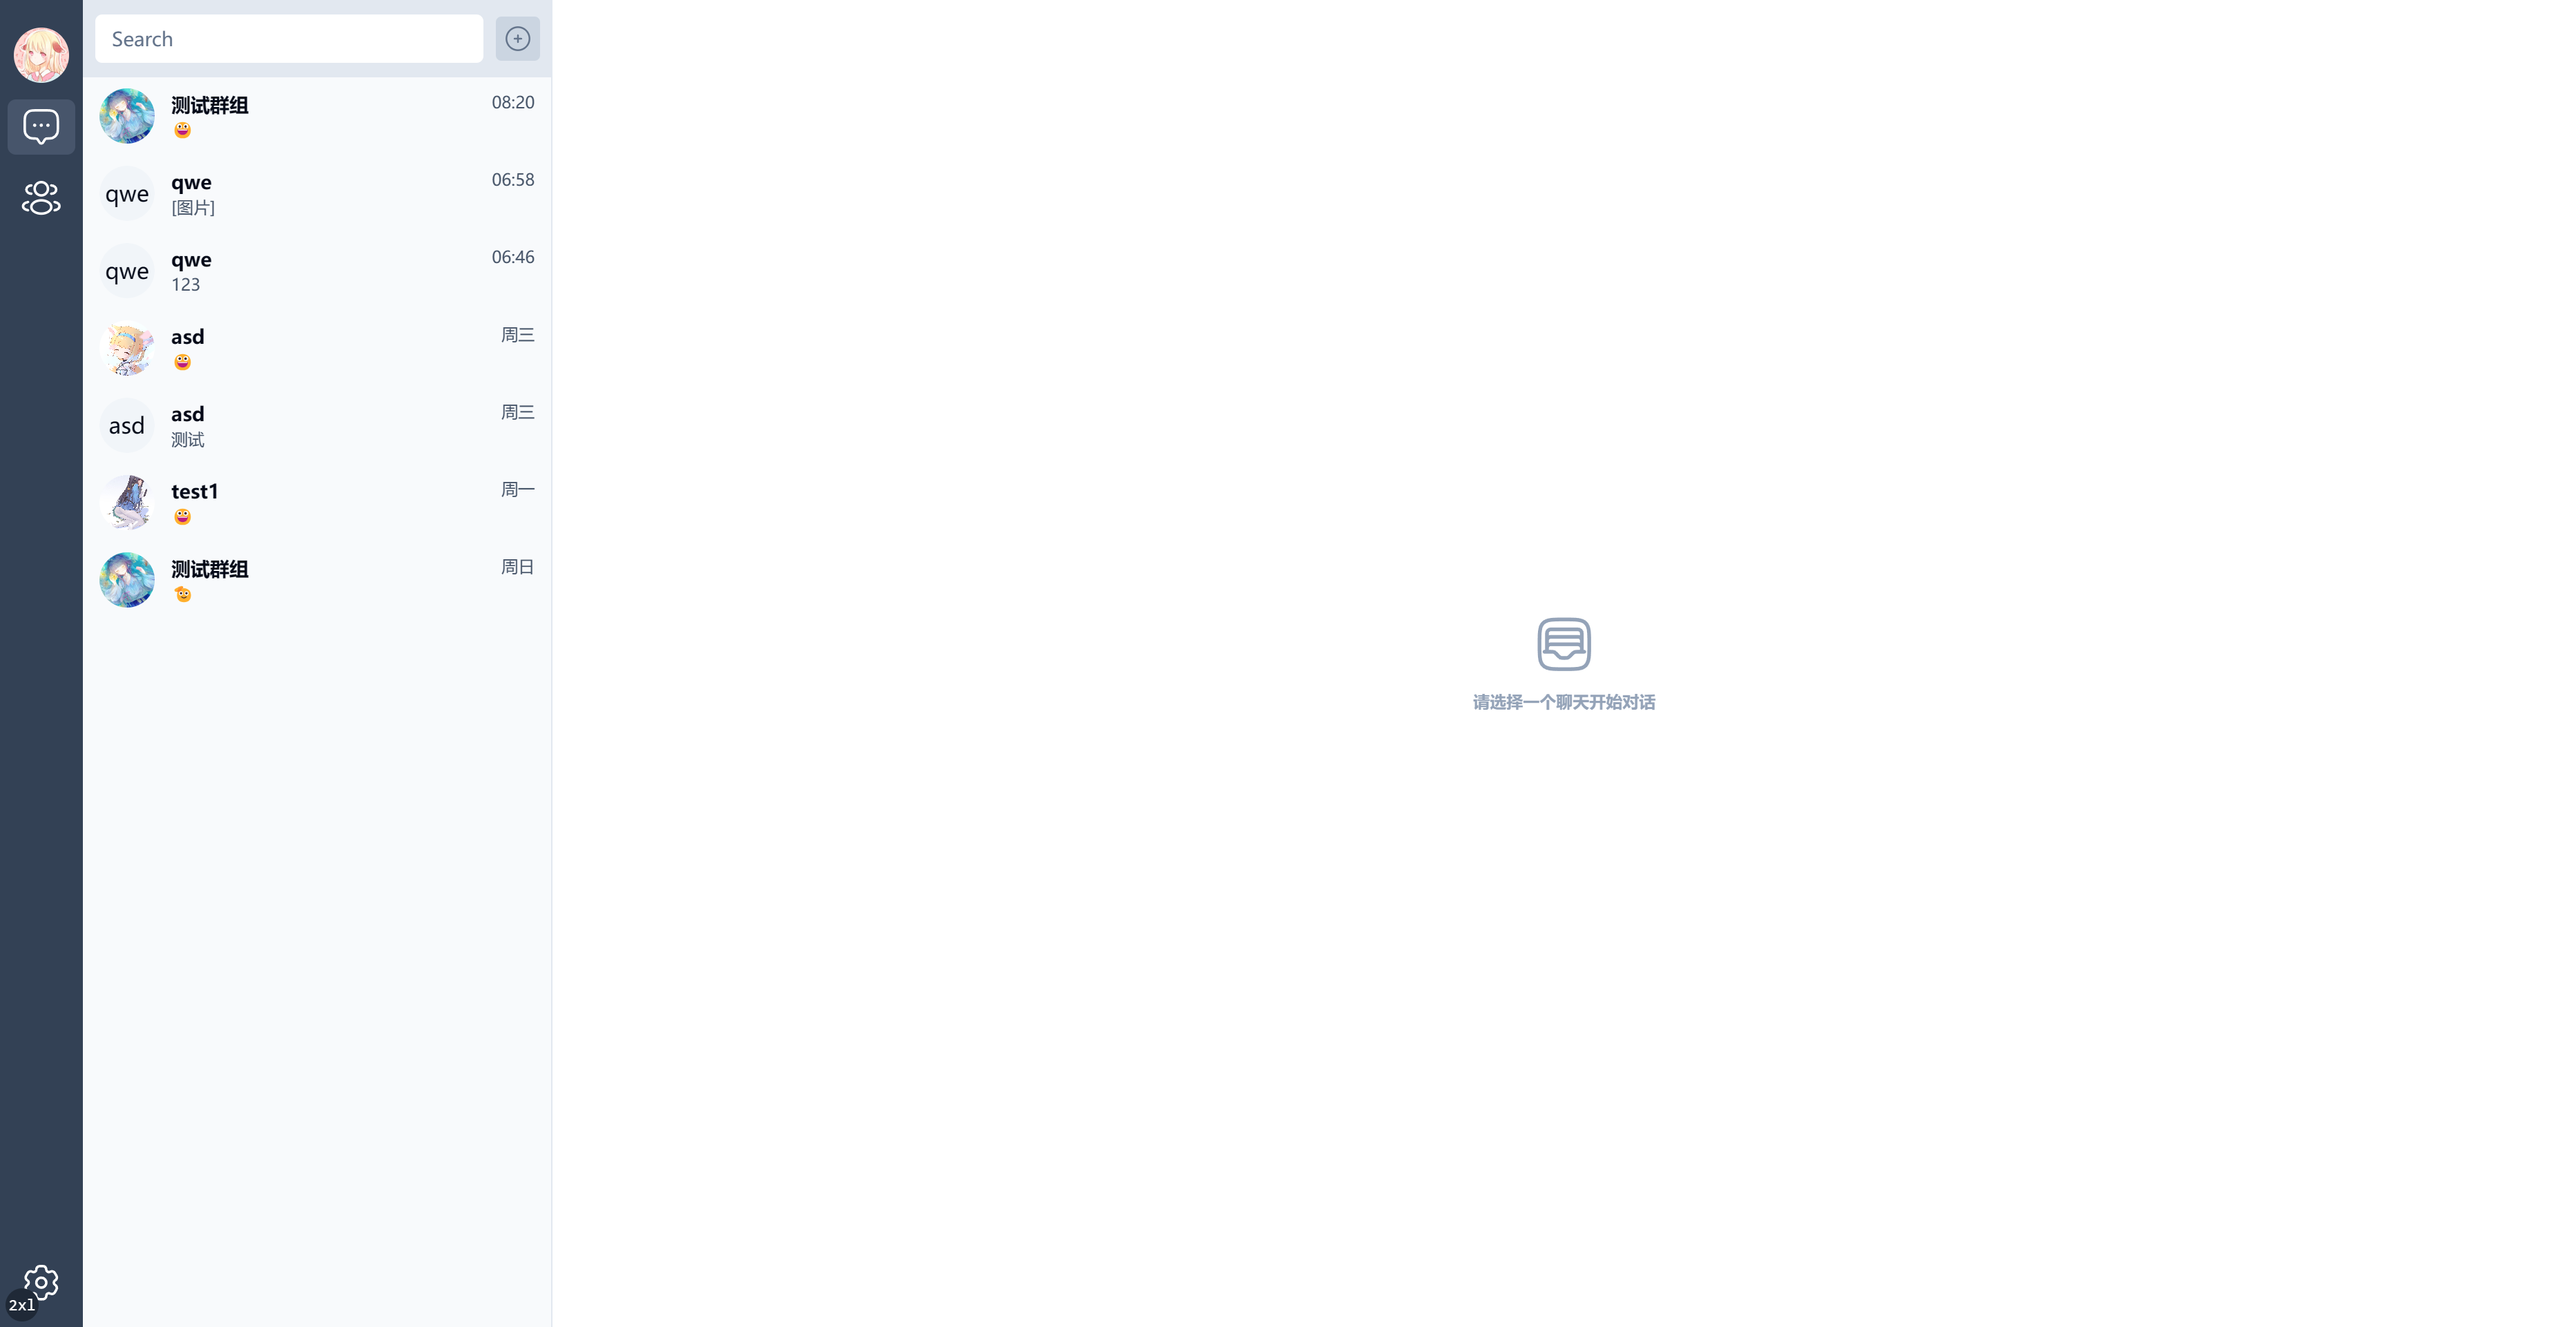 Search
测试群组
08:20
😀
qwe
qwe
06:58
[图片]
qwe
qwe
06:46
123
asd
周三
😀
asd
asd
周三
测试
test1
周一
😀
测试群组
周日
请选择一个聊天开始对话
2xl